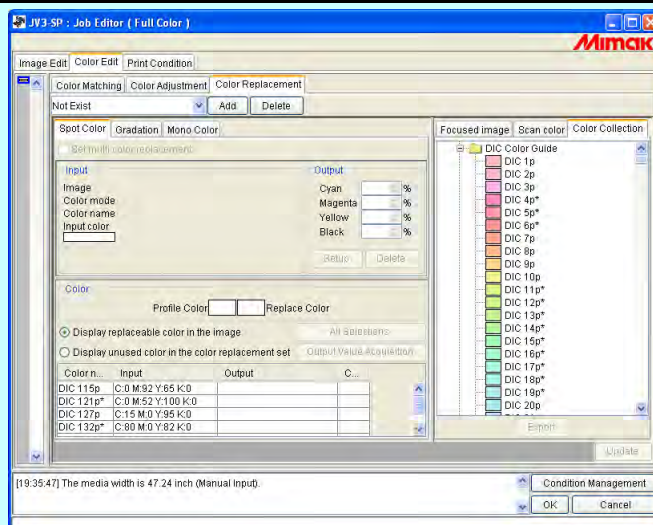 JV3-SP : Job Editor ( Full Color )
Mimaki
Image Edit Color Edit Print Condition
Color Matching Color Adjustment Color Replacement
Not Exist Add Delete
Spot Color Gradation Mono Color
Focused image Scan color Color Collection
Set multi color replacement
Input
Image
Color mode
Color name
Input color
Output
Cyan %
Magenta %
Yellow %
Black %
Setup Delete
Color
Profile Color Replace Color
Display replaceable color in the image All Selections
Display unused color in the color replacement set Output Value Acquisition
Color n... Input Output C...
DIC 115p C:0 M:92 Y:65 K:0
DIC 121p* C:0 M:52 Y:100 K:0
DIC 127p C:15 M:0 Y:95 K:0
DIC 132p* C:80 M:0 Y:82 K:0
DIC Color Guide
DIC 1p
DIC 2p
DIC 3p
DIC 4p*
DIC 5p*
DIC 6p*
DIC 7p
DIC 8p
DIC 9p
DIC 10p
DIC 11p*
DIC 12p*
DIC 13p*
DIC 14p*
DIC 15p*
DIC 16p*
DIC 17p*
DIC 18p*
DIC 19p*
DIC 20p
Export
Update
[19:35:47] The media width is 47.24 inch (Manual Input).
Condition Management
OK Cancel